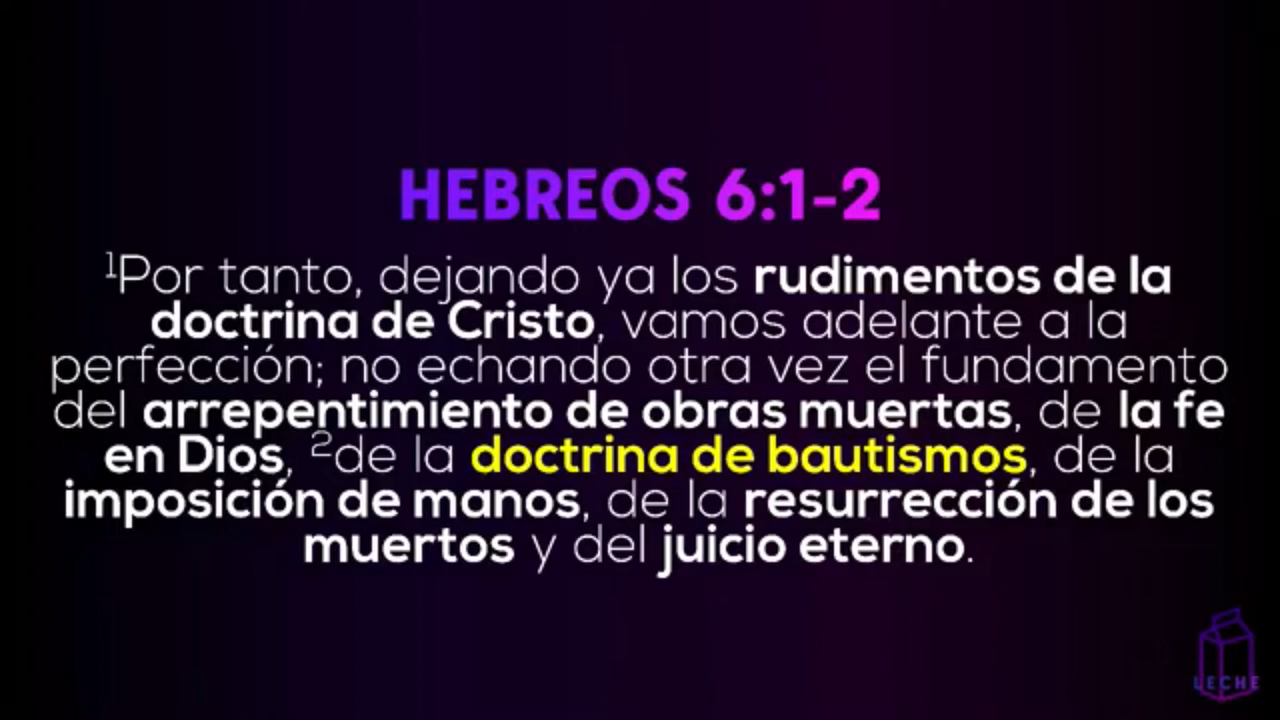 HEBREOS 6:1-2
¹Por tanto, dejando ya los rudimentos de la
doctrina de Cristo, vamos adelante a la
perfección; no echando otra vez el fundamento
del arrepentimiento de obras muertas, de la fe
en Dios, ²de la doctrina de bautismos, de la
imposición de manos, de la resurrección de los
muertos y del juicio eterno.
LECHE